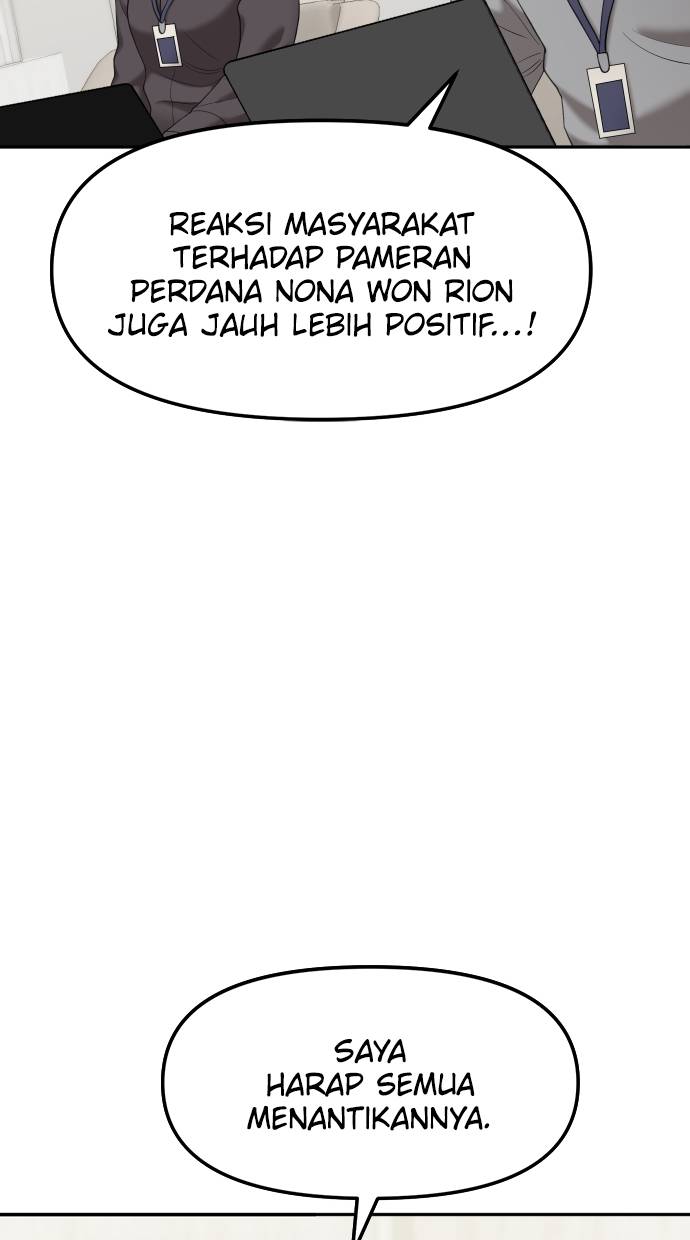 REAKSI MASYARAKAT
TERHADAP PAMERAN
PERDANA NONA WON RION
JUGA JAUH LEBIH POSITIF...!
SAYA
HARAP SEMUA
MENANTIKANNYA.